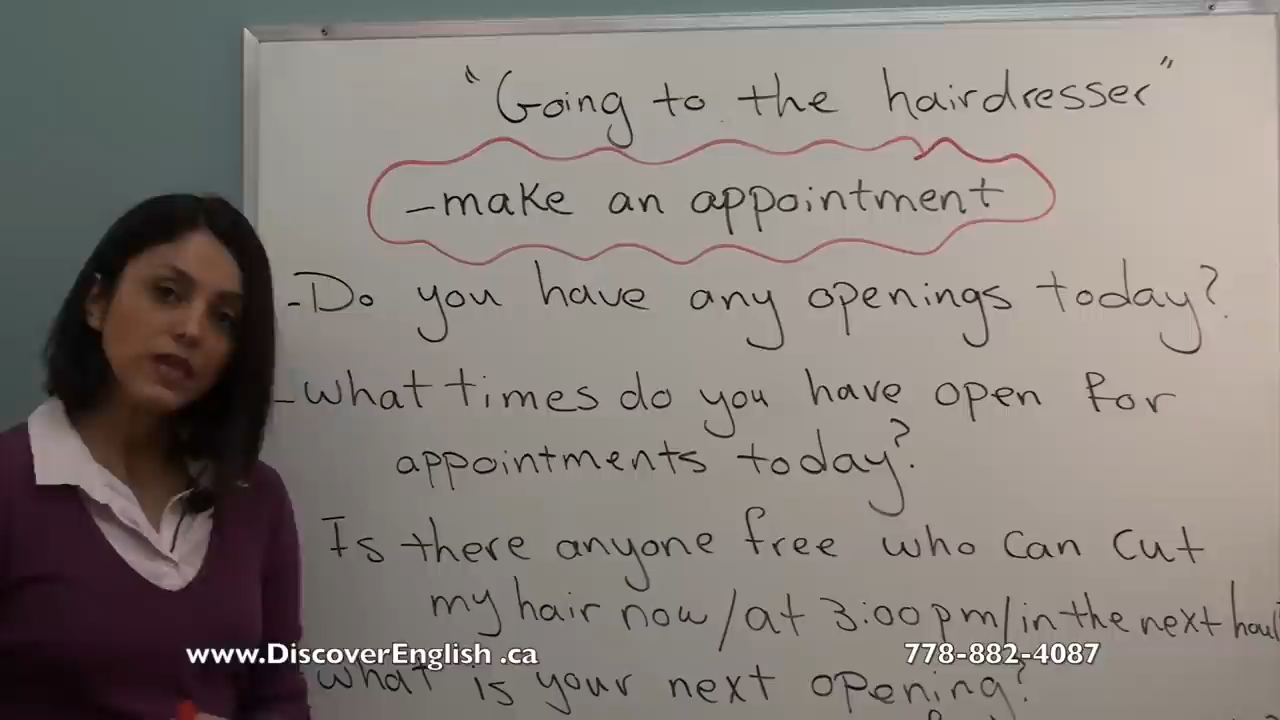 "Going to the hairdresser"
- make an appointment
- Do you have any openings today?
- What times do you have open for
appointments today?
Is there anyone free who can cut
my hair now / at 3:00 pm / in the next
www.DiscoverEnglish .ca 778-882-4087
What is your next opening?